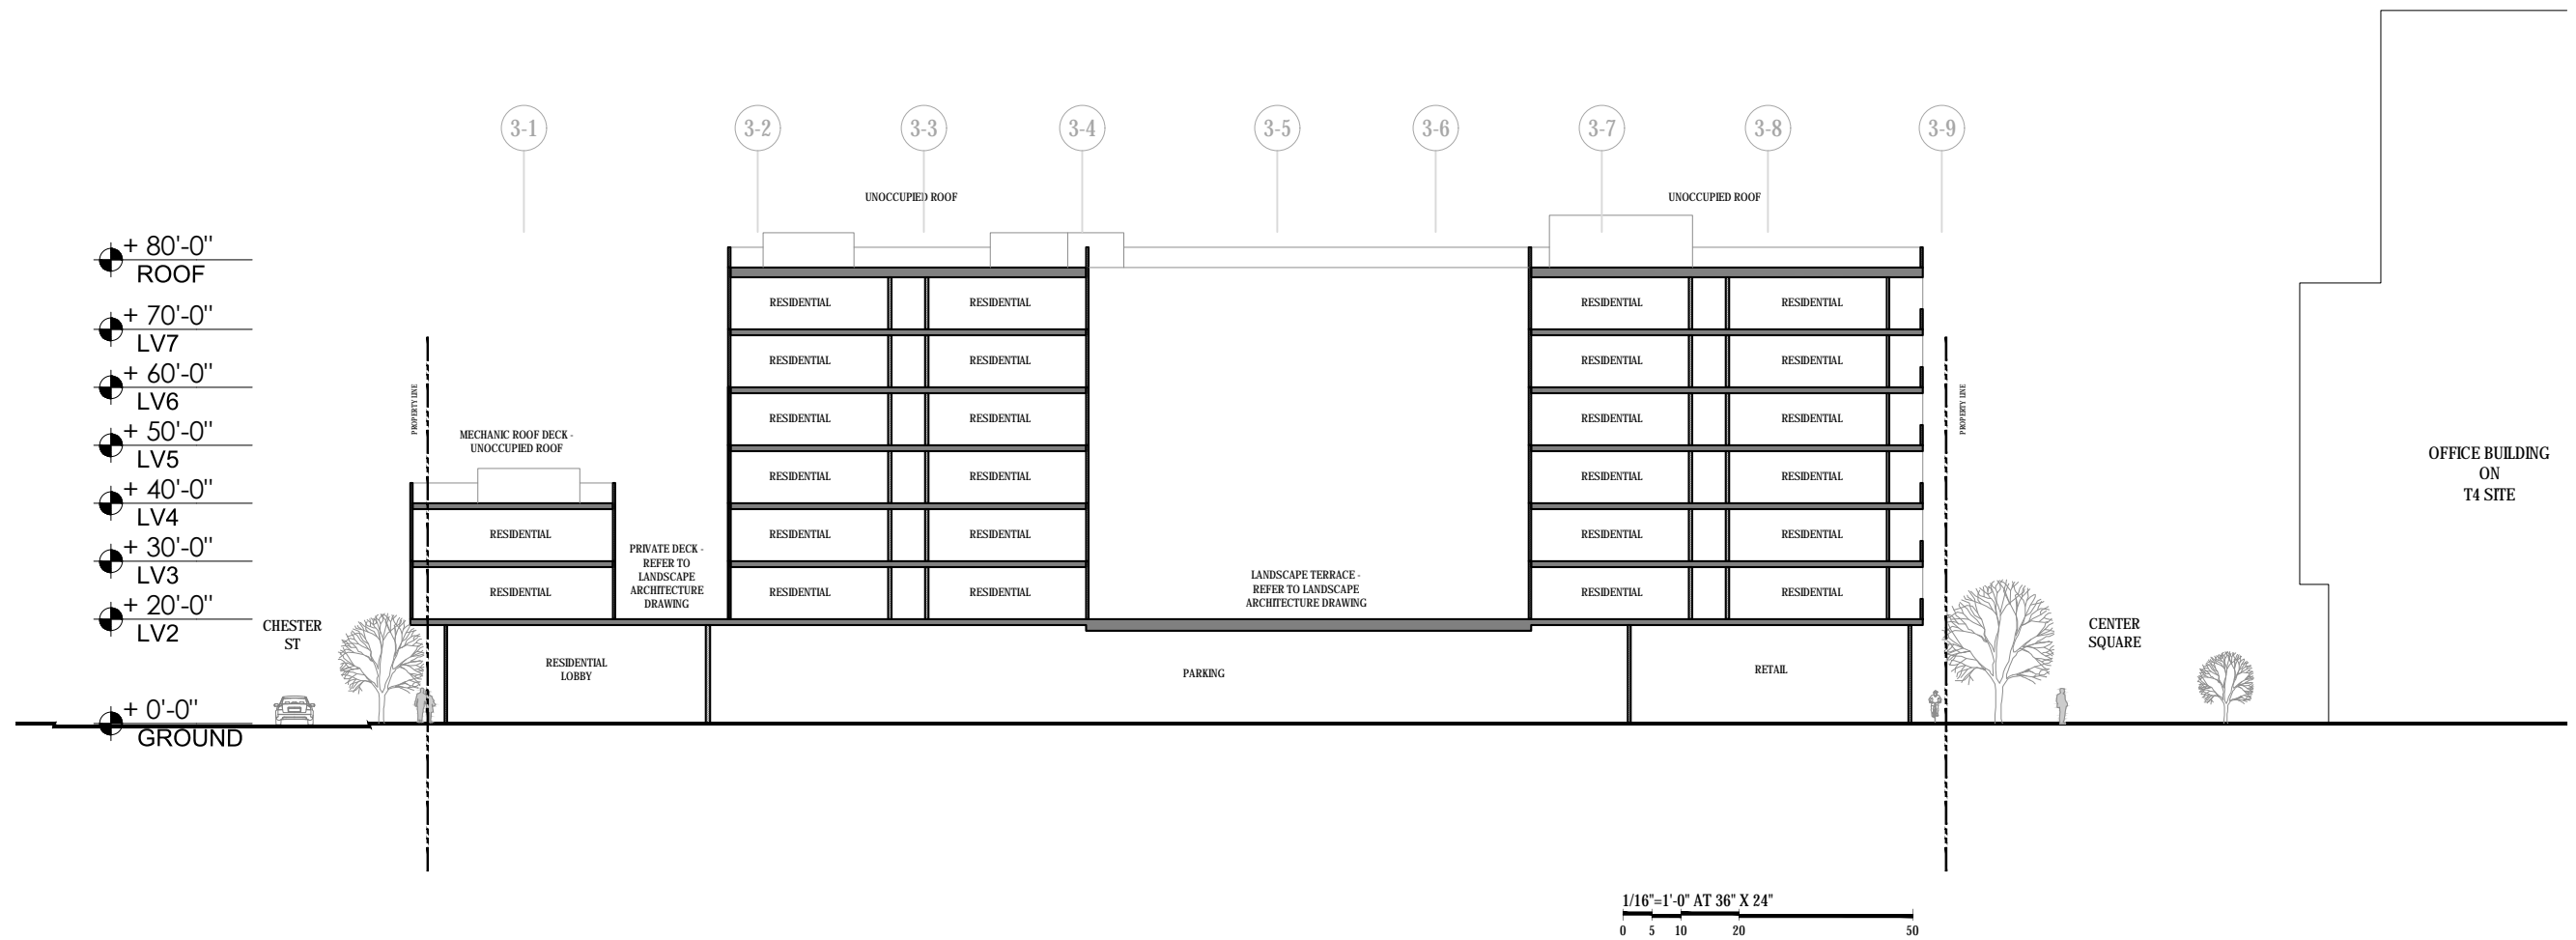 3-1
3-2
3-3
3-4
3-5
3-6
3-7
3-8
3-9
UNOCCUPIED ROOF
UNOCCUPIED ROOF
+ 80'-0"
ROOF
+ 70'-0"
LV7
+ 60'-0"
LV6
+ 50'-0"
LV5
+ 40'-0"
LV4
+ 30'-0"
LV3
+ 20'-0"
LV2
+ 0'-0"
GROUND
CHESTER
ST
PROPERTY LINE
MECHANIC ROOF DECK -
UNOCCUPIED ROOF
RESIDENTIAL
RESIDENTIAL
PRIVATE DECK -
REFER TO
LANDSCAPE
ARCHITECTURE
DRAWING
RESIDENTIAL
RESIDENTIAL
RESIDENTIAL
RESIDENTIAL
RESIDENTIAL
RESIDENTIAL
RESIDENTIAL
RESIDENTIAL
RESIDENTIAL
RESIDENTIAL
RESIDENTIAL
RESIDENTIAL
LANDSCAPE TERRACE -
REFER TO LANDSCAPE
ARCHITECTURE DRAWING
RESIDENTIAL
RESIDENTIAL
RESIDENTIAL
RESIDENTIAL
RESIDENTIAL
RESIDENTIAL
RESIDENTIAL
RESIDENTIAL
RESIDENTIAL
RESIDENTIAL
RESIDENTIAL
RESIDENTIAL
RESIDENTIAL
LOBBY
PARKING
RETAIL
PROPERTY LINE
CENTER
SQUARE
OFFICE BUILDING
ON
T4 SITE
1/16"=1'-0" AT 36" X 24"
0 5 10 20 50